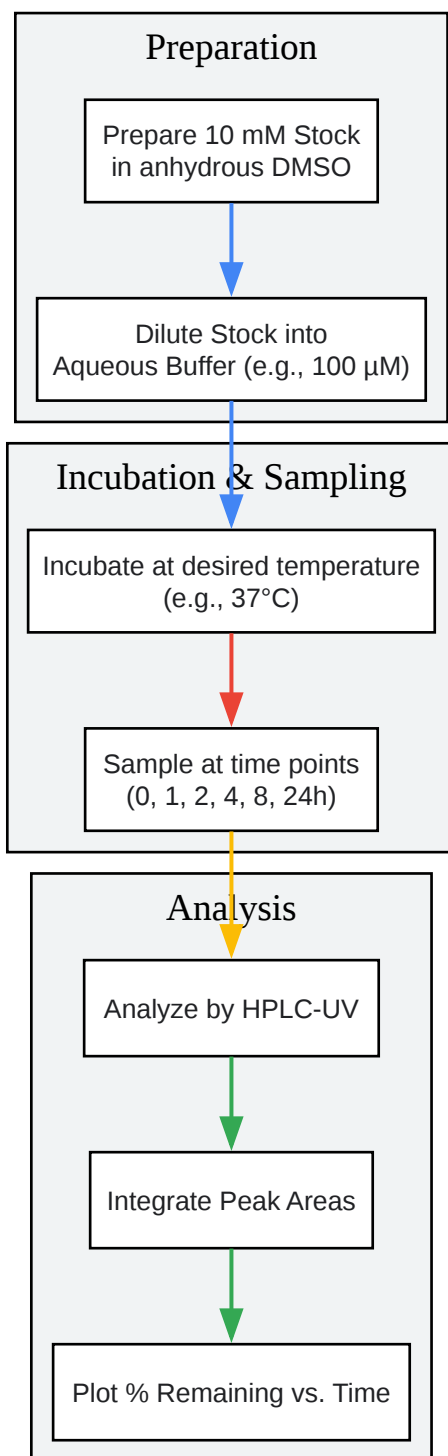 Preparation
Prepare 10 mM Stock
in anhydrous DMSO
Dilute Stock into
Aqueous Buffer (e.g., 100 µM)
Incubation & Sampling
Incubate at desired temperature
(e.g., 37°C)
Sample at time points
(0, 1, 2, 4, 8, 24h)
Analysis
Analyze by HPLC-UV
Integrate Peak Areas
Plot % Remaining vs. Time